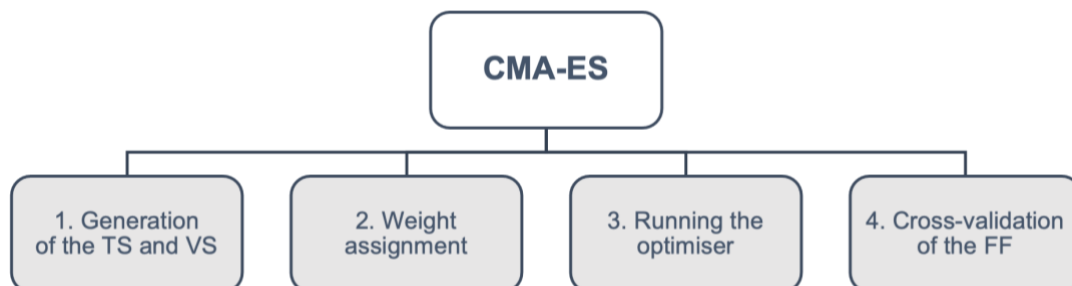 CMA-ES
1. Generation
of the TS and VS
2. Weight
assignment
3. Running the
optimiser
4. Cross-validation
of the FF